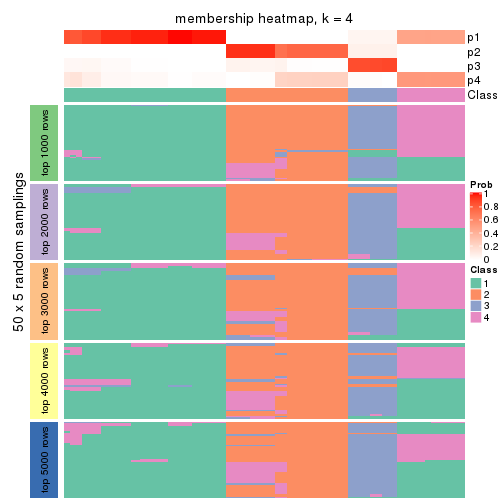 membership heatmap, k = 4
p1
p2
p3
p4
Class
50 x 5 random samplings
top 1000 rows
top 2000 rows
top 3000 rows
top 4000 rows
top 5000 rows
Prob
1
0.8
0.6
0.4
0.2
0
Class
1
2
3
4